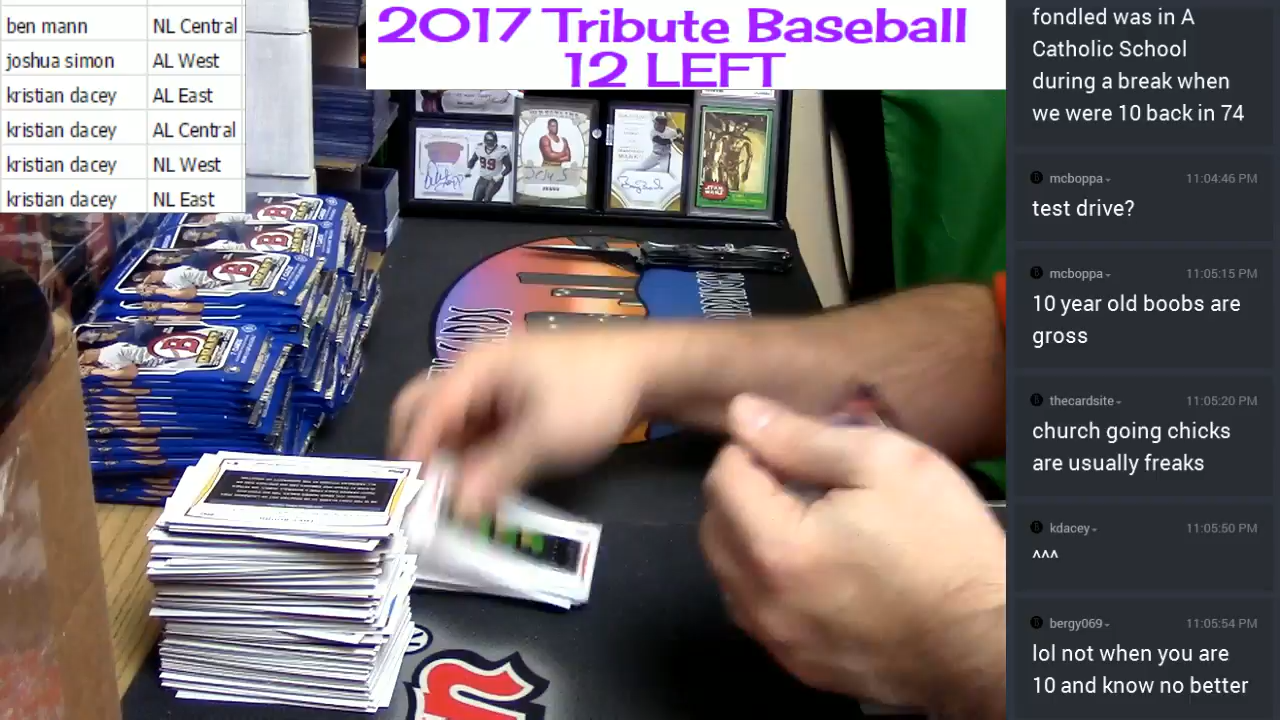 ben mann NL Central
joshua simon AL West
kristian dacey AL East
kristian dacey AL Central
kristian dacey NL West
kristian dacey NL East
2017 Tribute Baseball
12 LEFT
99
STAR
WARS
fondled was in A
Catholic School
during a break when
we were 10 back in 74
mcboppa 11:04:46 PM
test drive?
mcboppa 11:05:15 PM
10 year old boobs are
gross
thecardsite 11:05:20 PM
church going chicks
are usually freaks
kdacey 11:05:50 PM
^^^
bergy069 11:05:54 PM
lol not when you are
10 and know no better